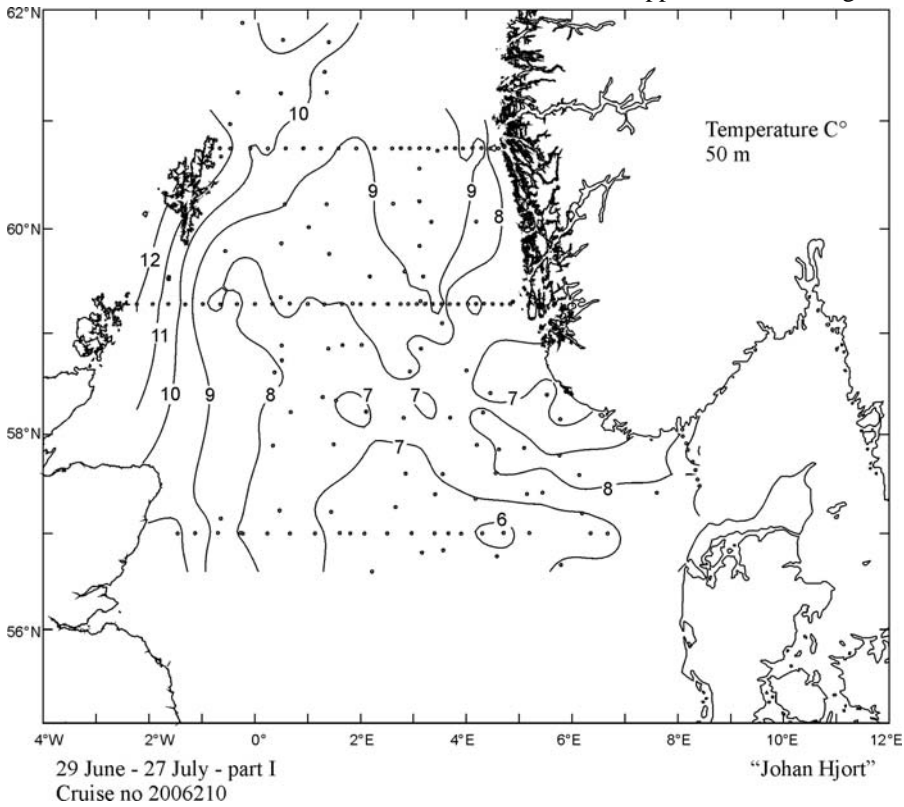 62°N
10
Temperature C°
50 m
9
9
8
60°N
12
11
10
9
8
7
7
7
58°N
7
8
6
56°N
4°W
2°W
0°
2°E
4°E
6°E
8°E
10°E
12°E
29 June - 27 July - part I
"Johan Hjort"
Cruise no 2006210